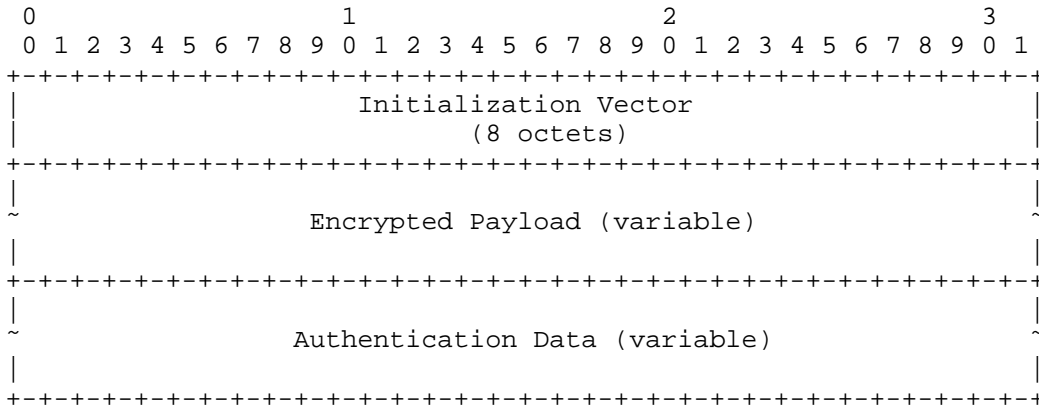 0                   1                   2                   3
0 1 2 3 4 5 6 7 8 9 0 1 2 3 4 5 6 7 8 9 0 1 2 3 4 5 6 7 8 9 0 1
+-+-+-+-+-+-+-+-+-+-+-+-+-+-+-+-+-+-+-+-+-+-+-+-+-+-+-+-+-+-+-+-+
| Initialization Vector |
| (8 octets) |
+-+-+-+-+-+-+-+-+-+-+-+-+-+-+-+-+-+-+-+-+-+-+-+-+-+-+-+-+-+-+-+-+
| |
~ Encrypted Payload (variable) ~
| |
+-+-+-+-+-+-+-+-+-+-+-+-+-+-+-+-+-+-+-+-+-+-+-+-+-+-+-+-+-+-+-+-+
| |
~ Authentication Data (variable) ~
| |
+-+-+-+-+-+-+-+-+-+-+-+-+-+-+-+-+-+-+-+-+-+-+-+-+-+-+-+-+-+-+-+-+